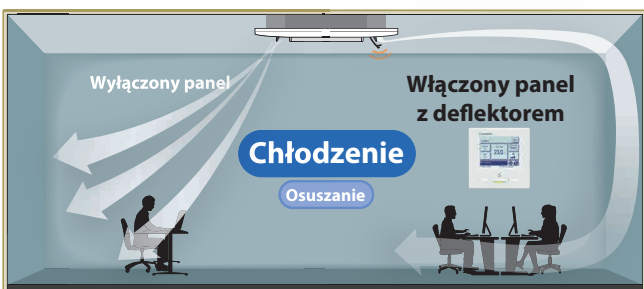 Wyłączony panel
Włączony panel
z deflektorem
Chłodzenie
Osuszanie